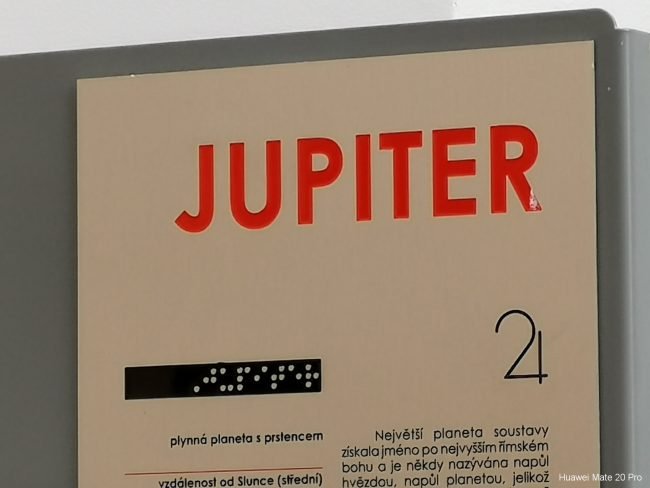 JUPITER
♃
plynná planeta s prstencem
vzdálenost od Slunce (střední)
Největší planeta soustavy
získala jméno po nejvyšším římském
bohu a je někdy nazývána napůl
hvězdou, napůl planetou, jelikož
Huawei Mate 20 Pro